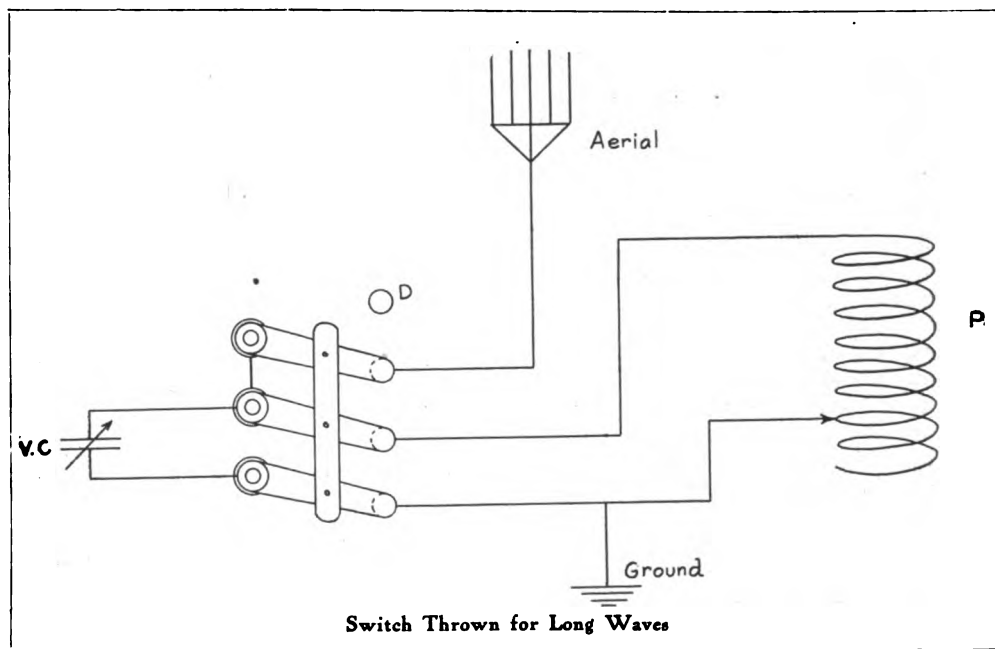 Aerial
D
P.
V.C
Ground
Switch Thrown for Long Waves